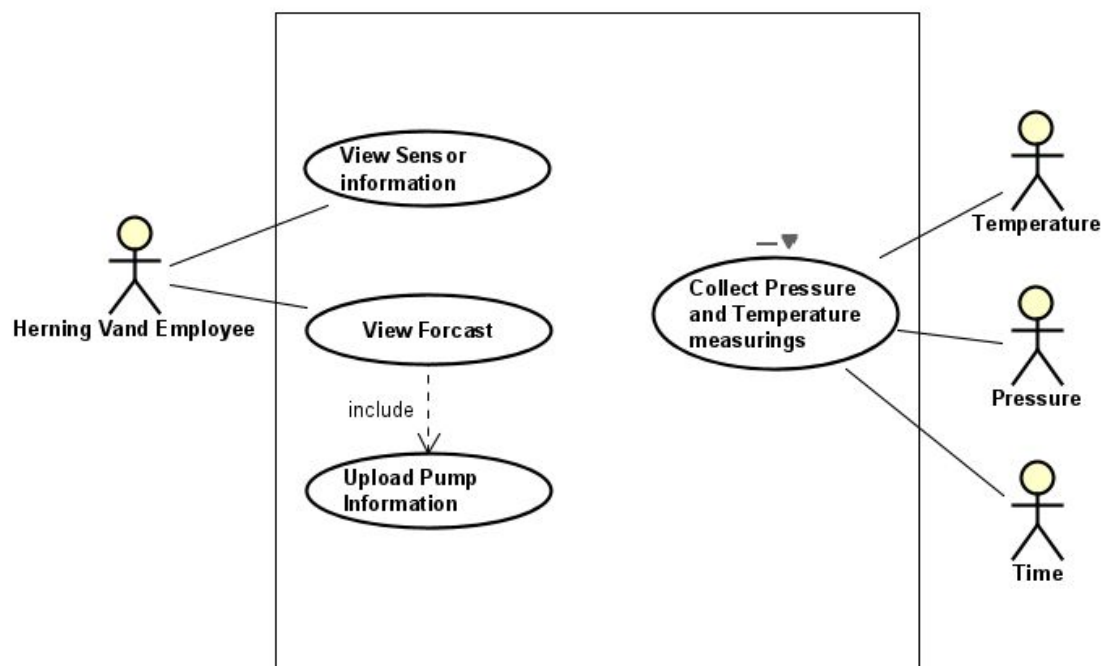 View Sensor
information
Herning Vand Employee
View Forcast
include
Upload Pump
Information
Collect Pressure
and Temperature
measurings
Temperature
Pressure
Time